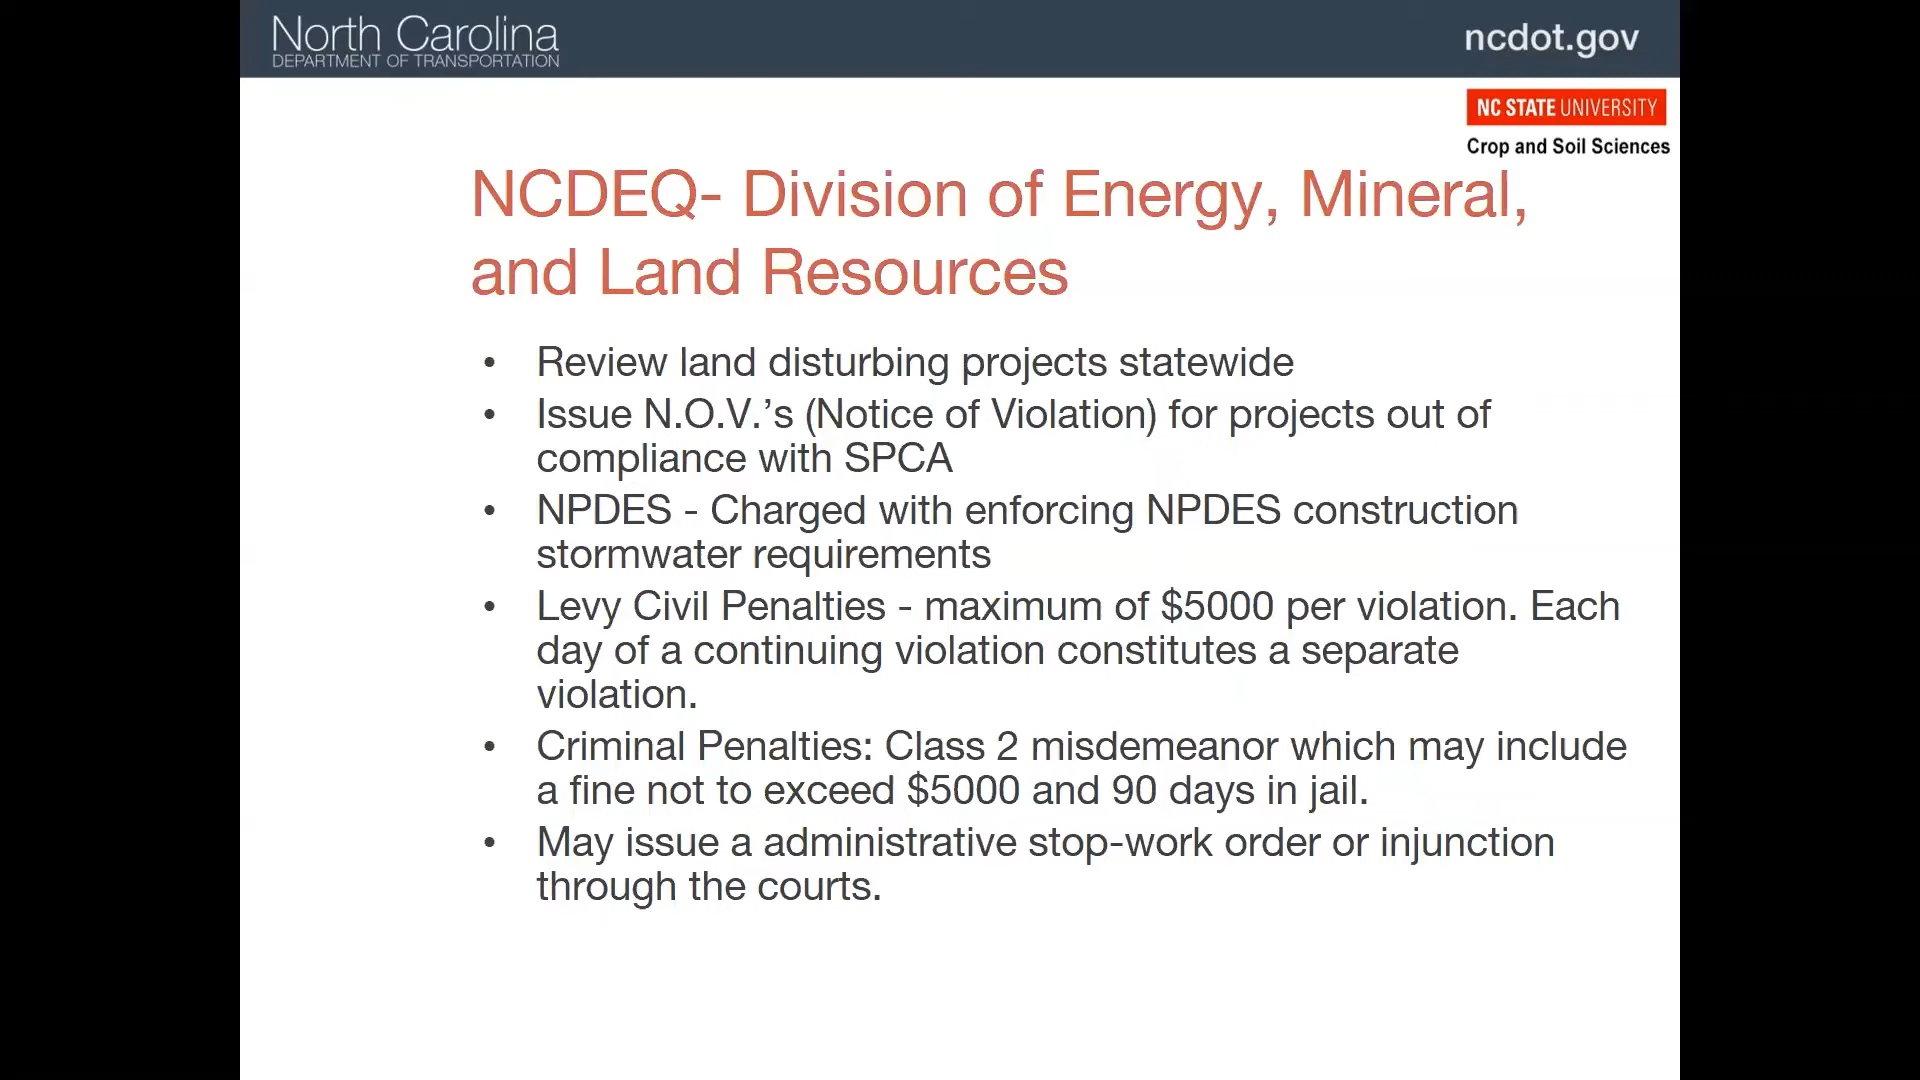 North Carolina
DEPARTMENT OF TRANSPORTATION
ncdot.gov
NC STATE UNIVERSITY
Crop and Soil Sciences
NCDEQ- Division of Energy, Mineral,
and Land Resources
• Review land disturbing projects statewide
• Issue N.O.V.’s (Notice of Violation) for projects out of
compliance with SPCA
• NPDES - Charged with enforcing NPDES construction
stormwater requirements
• Levy Civil Penalties - maximum of $5000 per violation. Each
day of a continuing violation constitutes a separate
violation.
• Criminal Penalties: Class 2 misdemeanor which may include
a fine not to exceed $5000 and 90 days in jail.
• May issue a administrative stop-work order or injunction
through the courts.